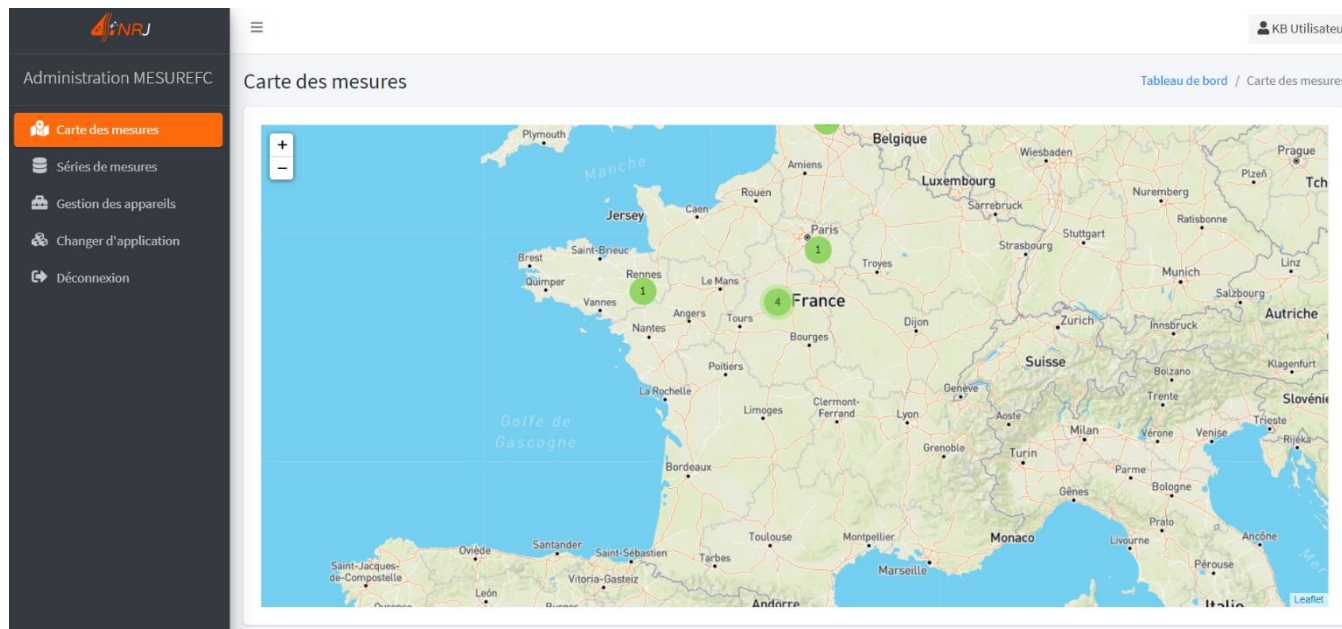 4NRJ
KB Utilisateu
Administration MESUREFC
Carte des mesures
Tableau de bord / Carte des mesures
Carte des mesures
Séries de mesures
Gestion des appareils
Changer d'application
Déconnexion
+
−
Plymouth
Belgique
Wiesbaden
Prague
Manche
Amiens
Plzeň
Tch
Luxembourg
Rouen
Nuremberg
Jersey
Caen
Sarrebruck
Ratisbonne
Paris
Stuttgart
Saint-Brieuc
1
Strasbourg
Brest
Troyes
Linz
Quimper
Rennes
Le Mans
Munich
1
Salzbourg
Vannes
4
France
Angers
Tours
Autriche
Nantes
Dijon
Zurich
Innsbruck
Bourges
Suisse
Poitiers
Bolzano
Klagenfurt
La Rochelle
Genève
Trente
Slovénie
Limoges
Clermont-
Ferrand
Lyon
Aoste
Trieste
Golfe de
Gascogne
Milan
Vérone
Venise
Rijeka
Grenoble
Turin
Bordeaux
Parme
Gênes
Bologne
Prato
Toulouse
Montpellier
Monaco
Livourne
Ancône
Oviède
Santander
Saint-Sébastien
Tarbes
Mer
Saint-Jacques-
de-Compostelle
Marseille
Pérouse
Vitoria-Gasteiz
León
Ourense
Burgos
Andorre
Italie
Leaflet